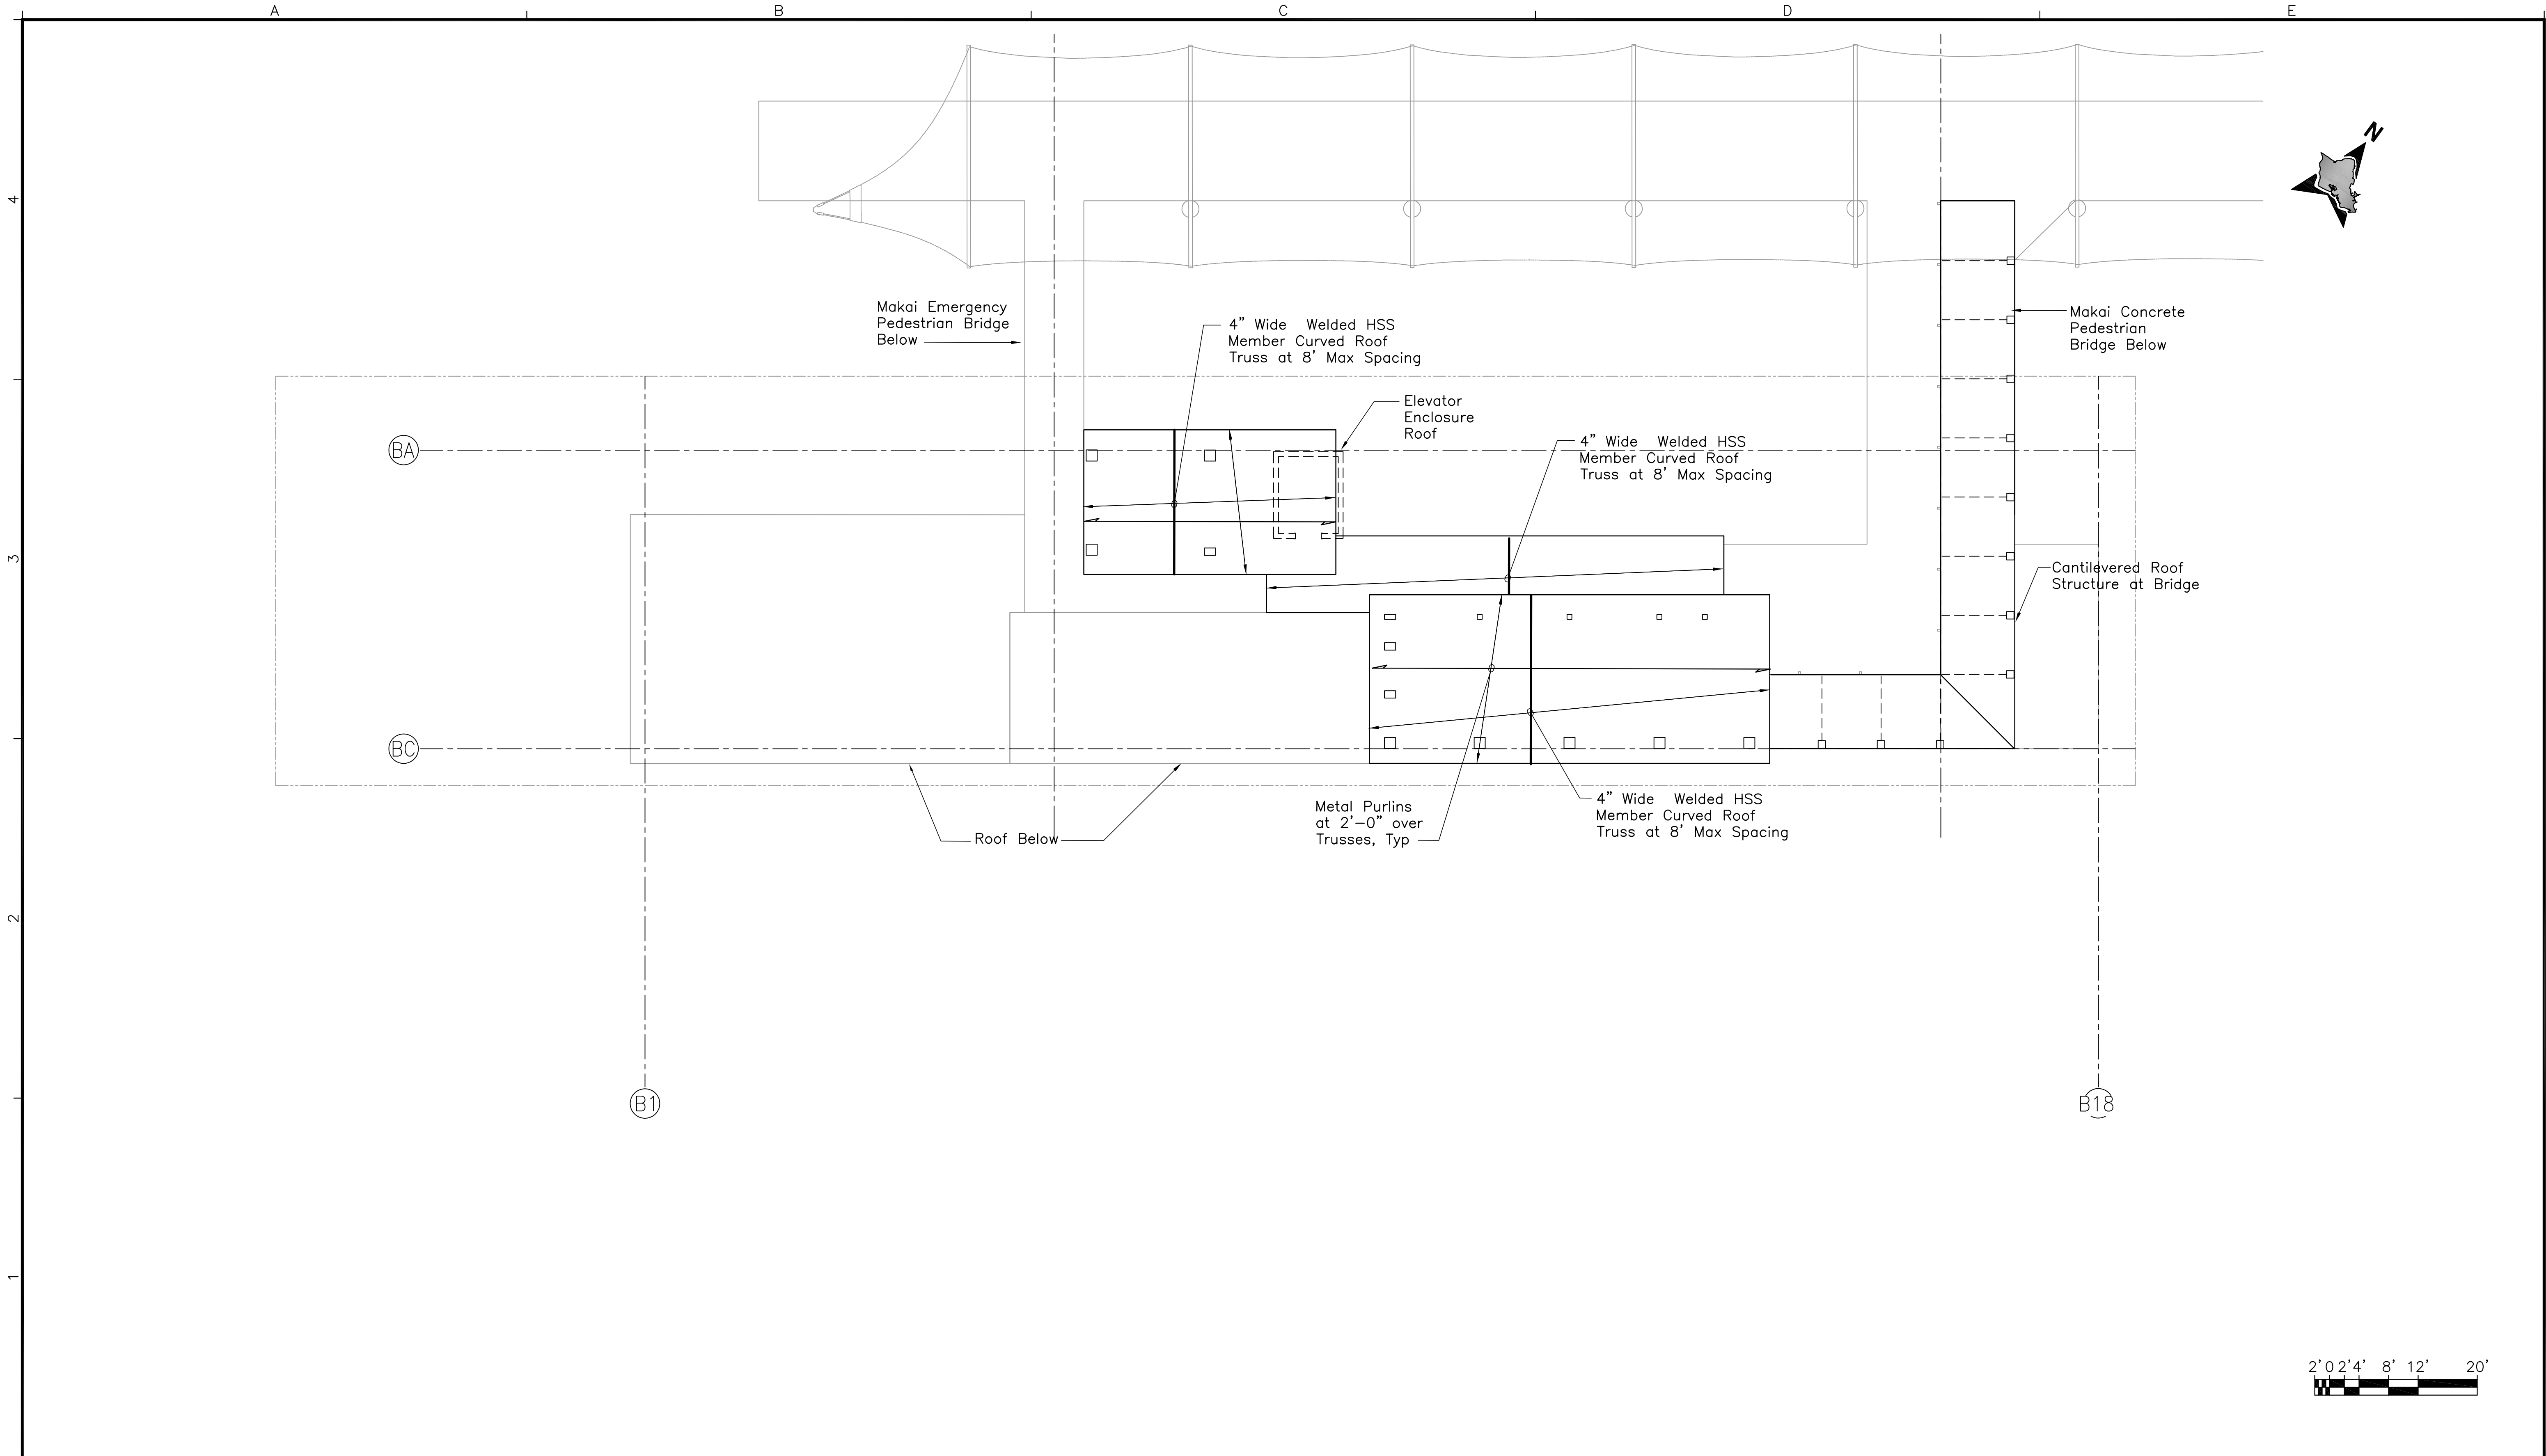 A
B
C
D
E
N
4
Makai Emergency
Pedestrian Bridge
Below
4" Wide Welded HSS
Member Curved Roof
Truss at 8' Max Spacing
Makai Concrete
Pedestrian
Bridge Below
Elevator
Enclosure
Roof
BA
4" Wide Welded HSS
Member Curved Roof
Truss at 8' Max Spacing
3
Cantilevered Roof
Structure at Bridge
BC
Roof Below
Metal Purlins
at 2'-0" over
Trusses, Typ
4" Wide Welded HSS
Member Curved Roof
Truss at 8' Max Spacing
2
B1
B18
1
2' 0 2' 4' 8' 12' 20'